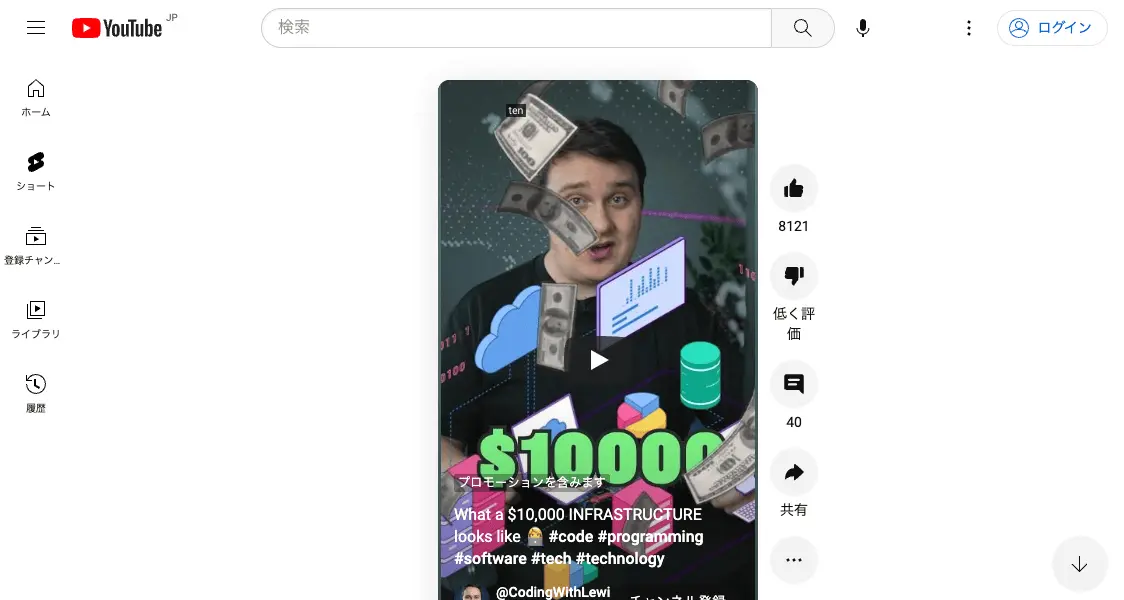 YouTube JP
検索
ログイン
ホーム
ショート
登録チャン...
ライブラリ
履歴
ten
$10000
プロモーションを含みます
What a $10,000 INFRASTRUCTURE
looks like 👩‍💻 #code #programming
#software #tech #technology
@CodingWithLewi
チャンネル登録
8121
低く評
価
40
共有